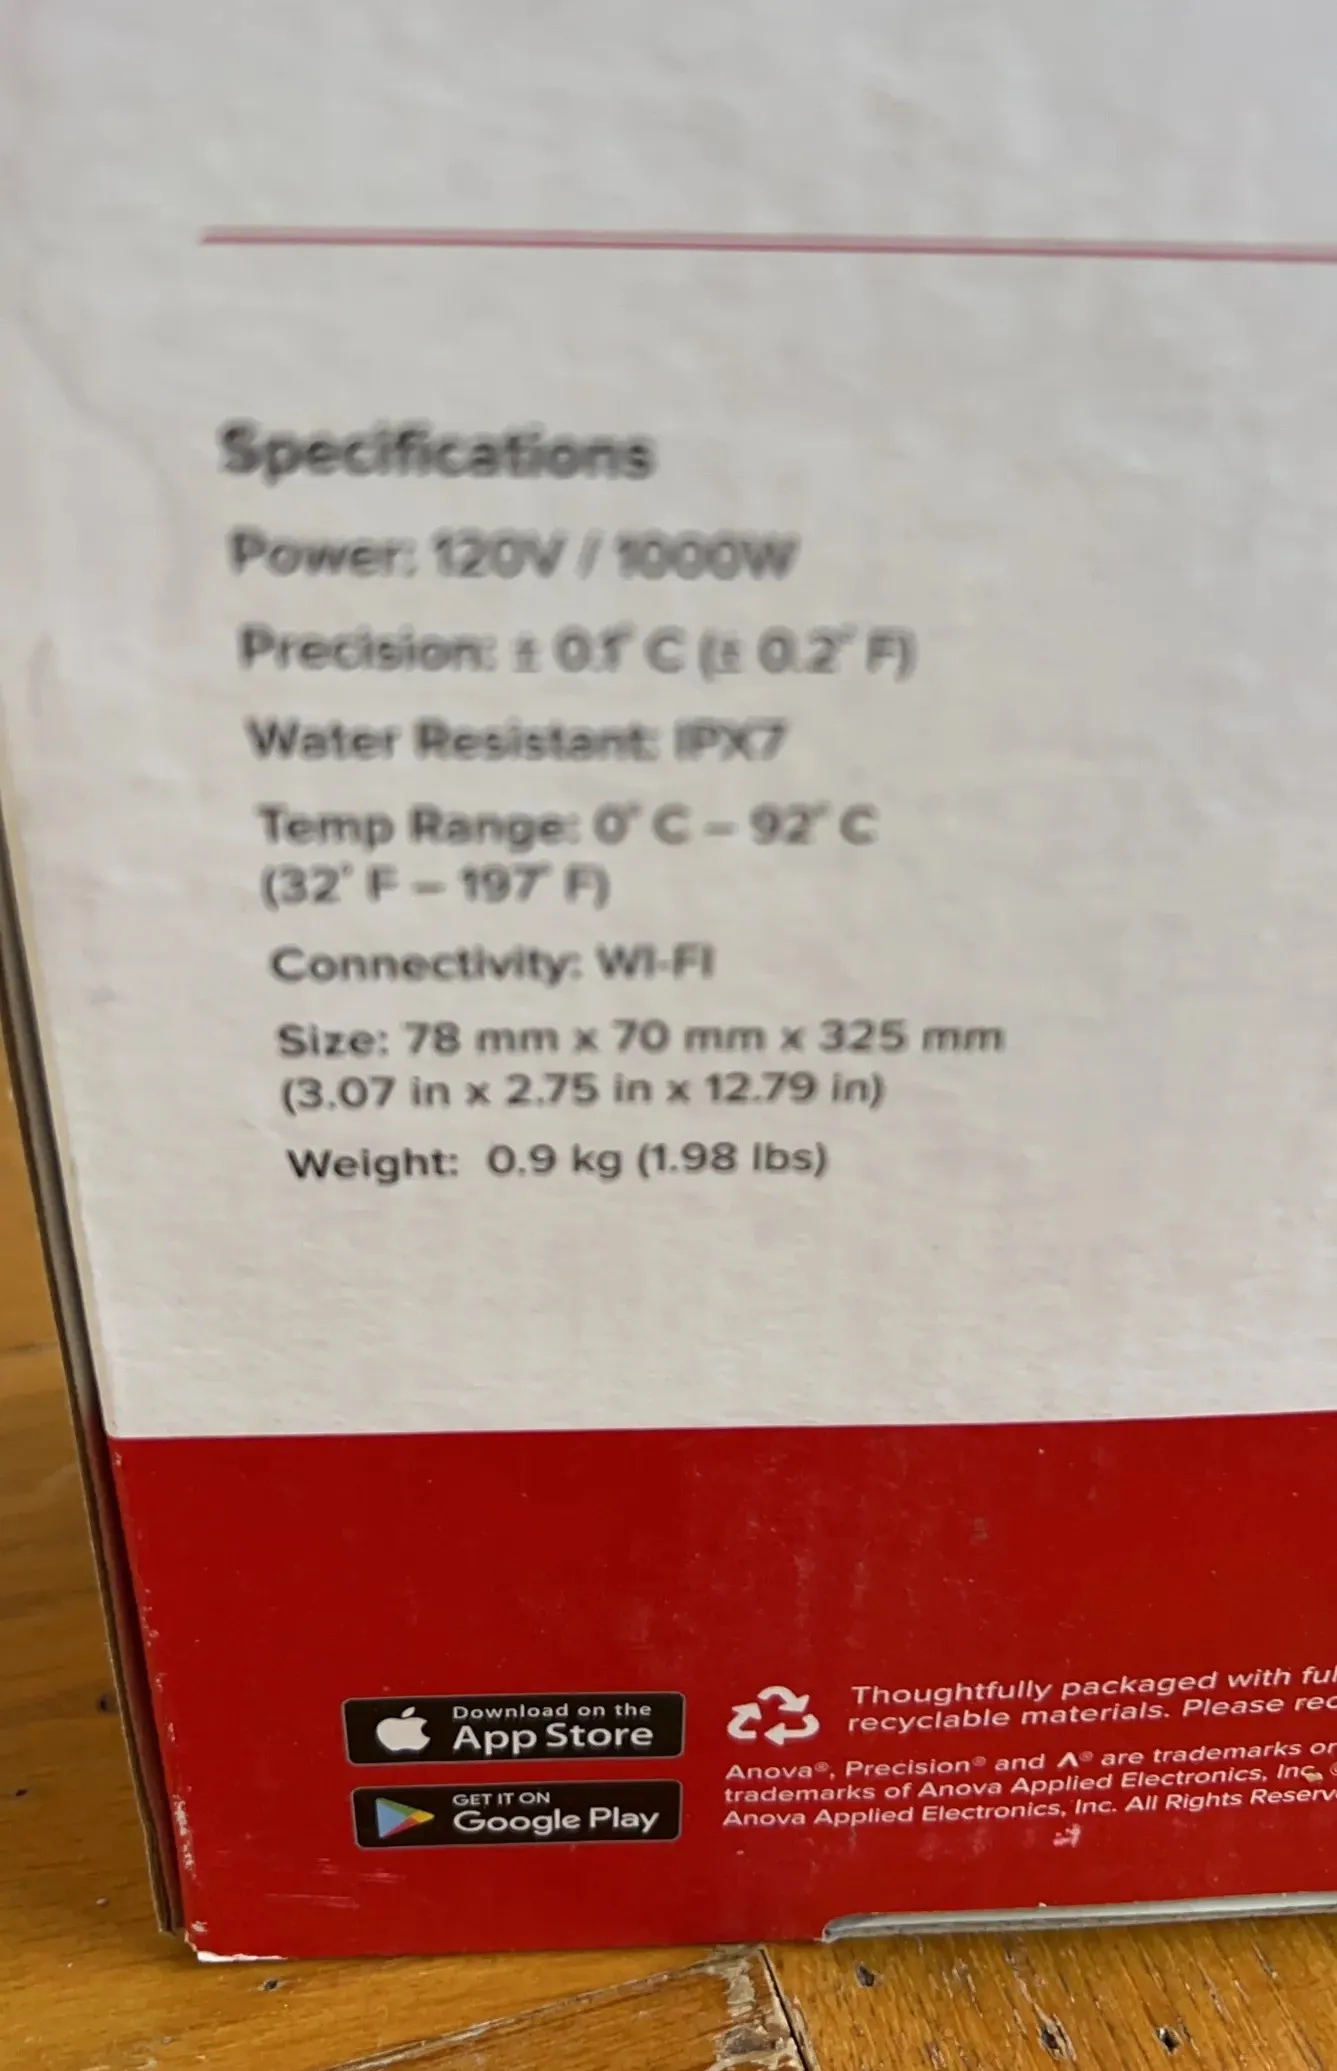 Specifications
Power: 120V / 1000W
Precision: ± 0.1° C (± 0.2° F)
Water Resistant: IPX7
Temp Range: 0° C – 92° C
(32° F – 197° F)
Connectivity: WI-FI
Size: 78 mm x 70 mm x 325 mm
(3.07 in x 2.75 in x 12.79 in)
Weight: 0.9 kg (1.98 lbs)
Download on the
App Store
GET IT ON
Google Play
Thoughtfully packaged with
recyclable materials. Please
Anova®, Precision® and A® are trademarks or
trademarks of Anova Applied Electronics, Inc.
Anova Applied Electronics, Inc. All Rights